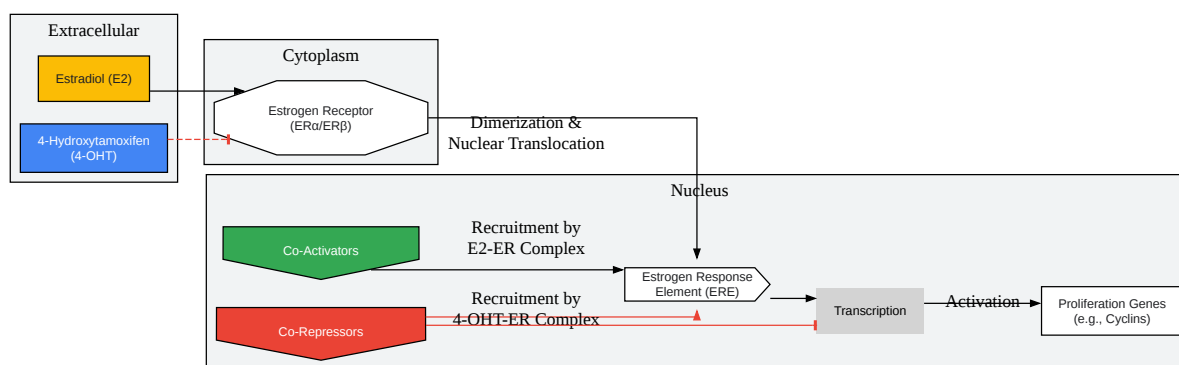 Extracellular
Estradiol (E2)
4-Hydroxytamoxifen
(4-OHT)
Cytoplasm
Estrogen Receptor
(ERα/ERβ)
Dimerization &
Nuclear Translocation
Nucleus
Co-Activators
Recruitment by
E2-ER Complex
Estrogen Response
Element (ERE)
Co-Repressors
Recruitment by
4-OHT-ER Complex
Transcription
Activation
Proliferation Genes
(e.g., Cyclins)